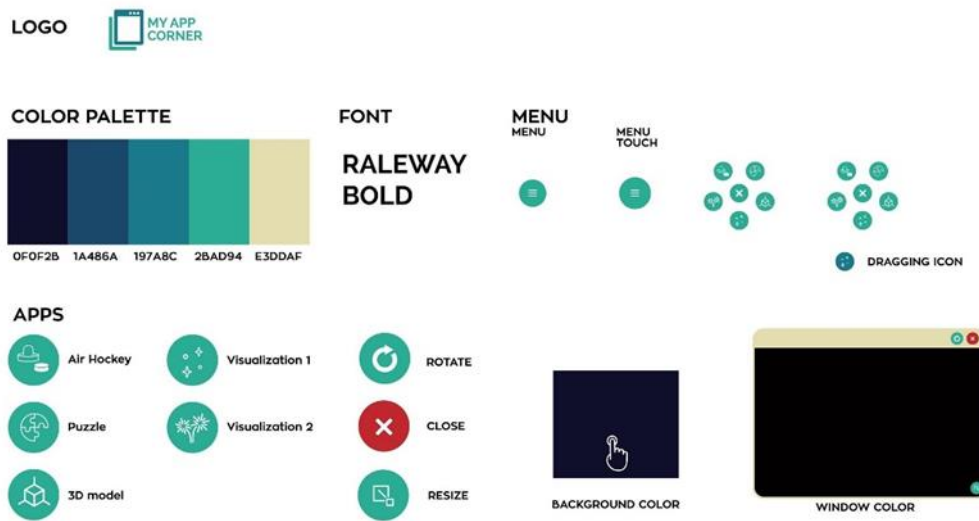 LOGO
MY APP
CORNER
COLOR PALETTE
0F0F2B
1A486A
197A8C
2BAD94
E3DDAF
FONT
RALEWAY
BOLD
MENU
MENU
MENU
TOUCH
DRAGGING ICON
APPS
Air Hockey
Visualization 1
Puzzle
Visualization 2
3D model
ROTATE
CLOSE
RESIZE
BACKGROUND COLOR
WINDOW COLOR